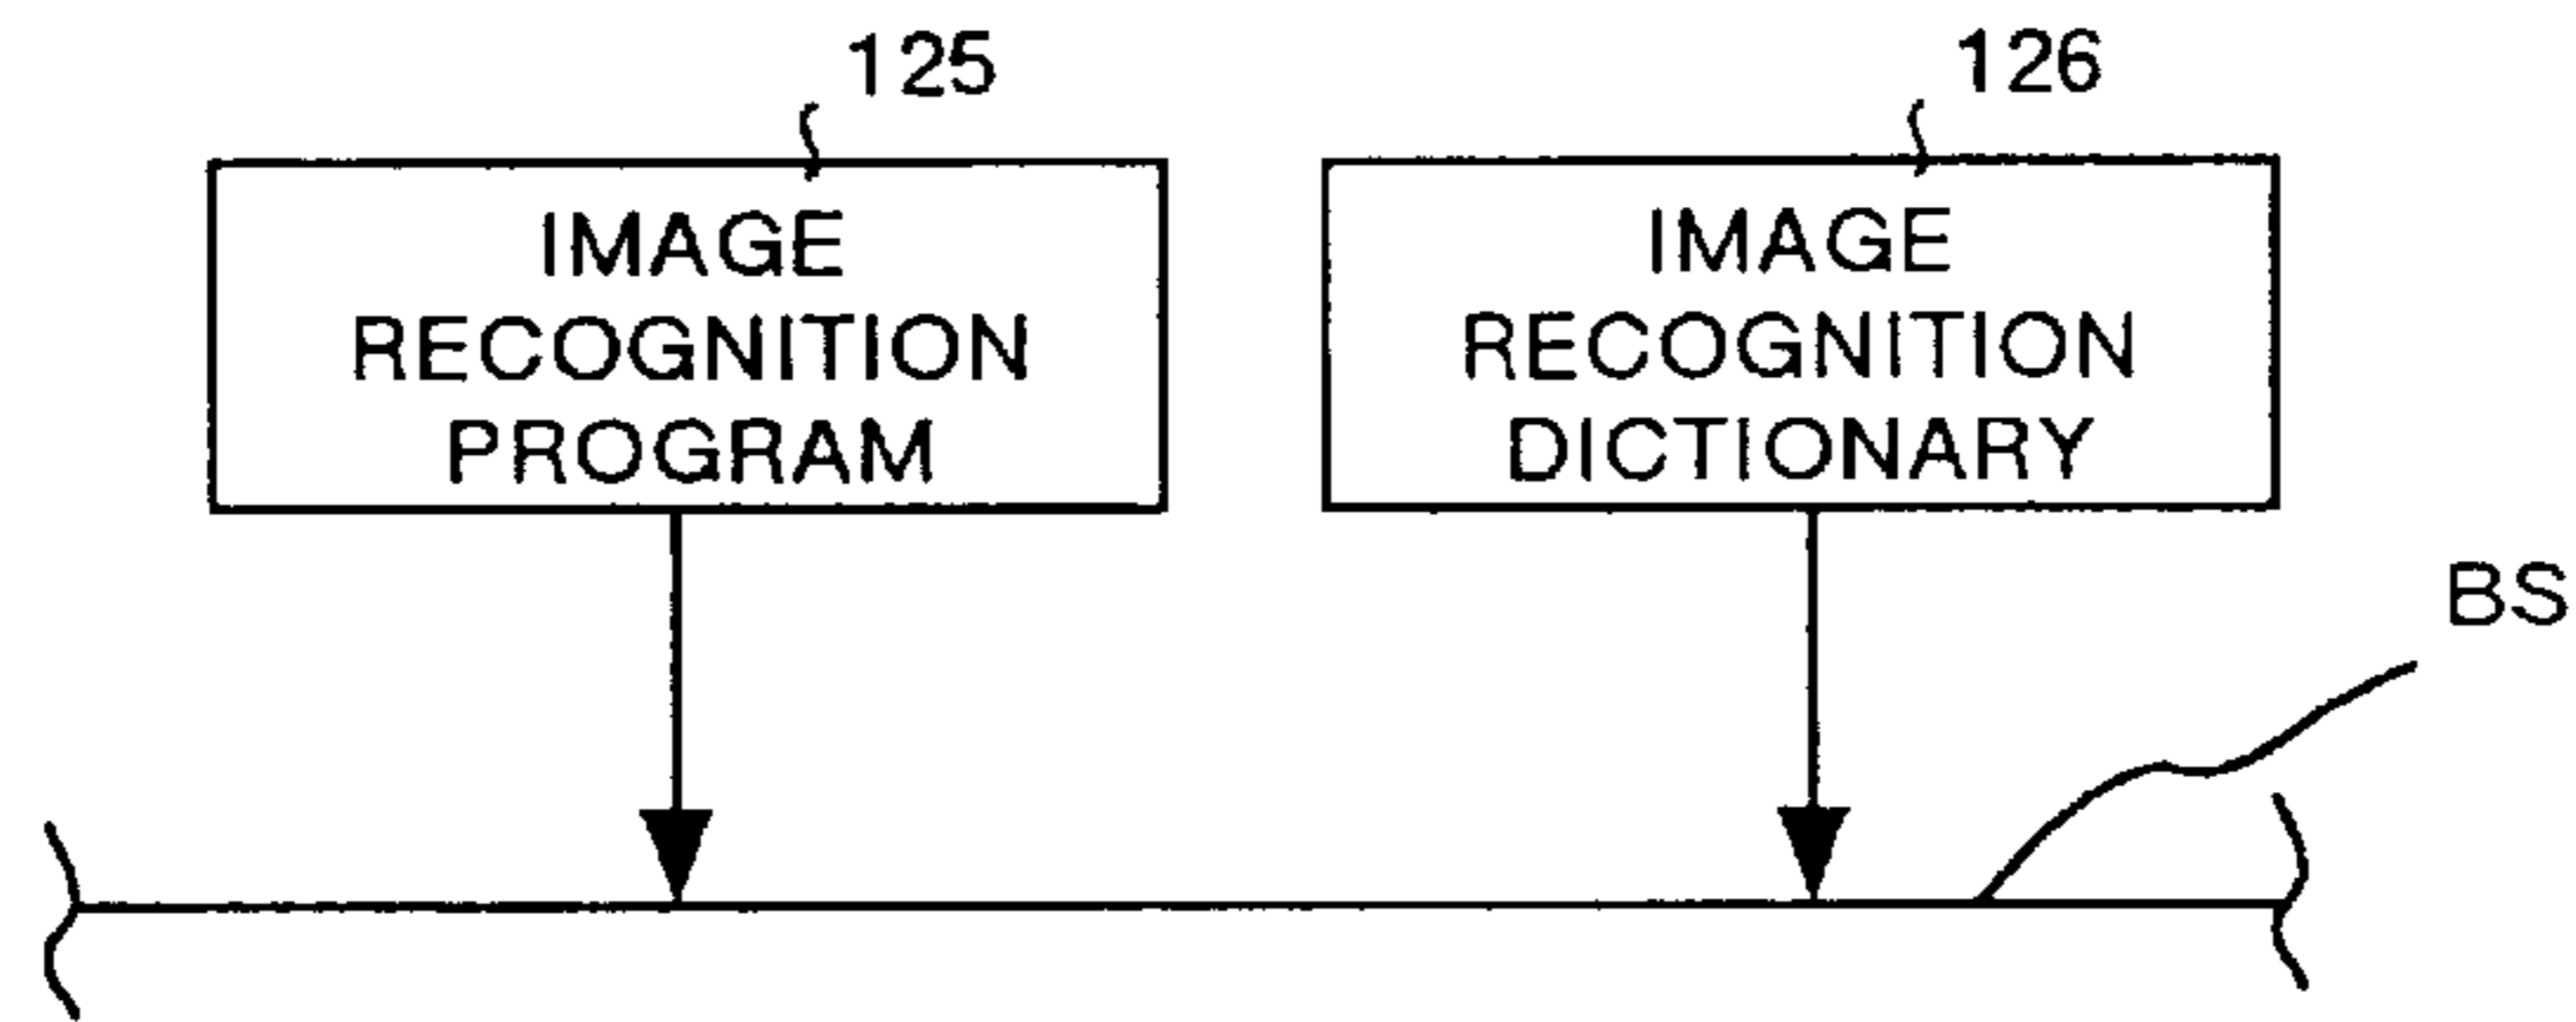 125
IMAGE
RECOGNITION
PROGRAM
126
IMAGE
RECOGNITION
DICTIONARY
BS